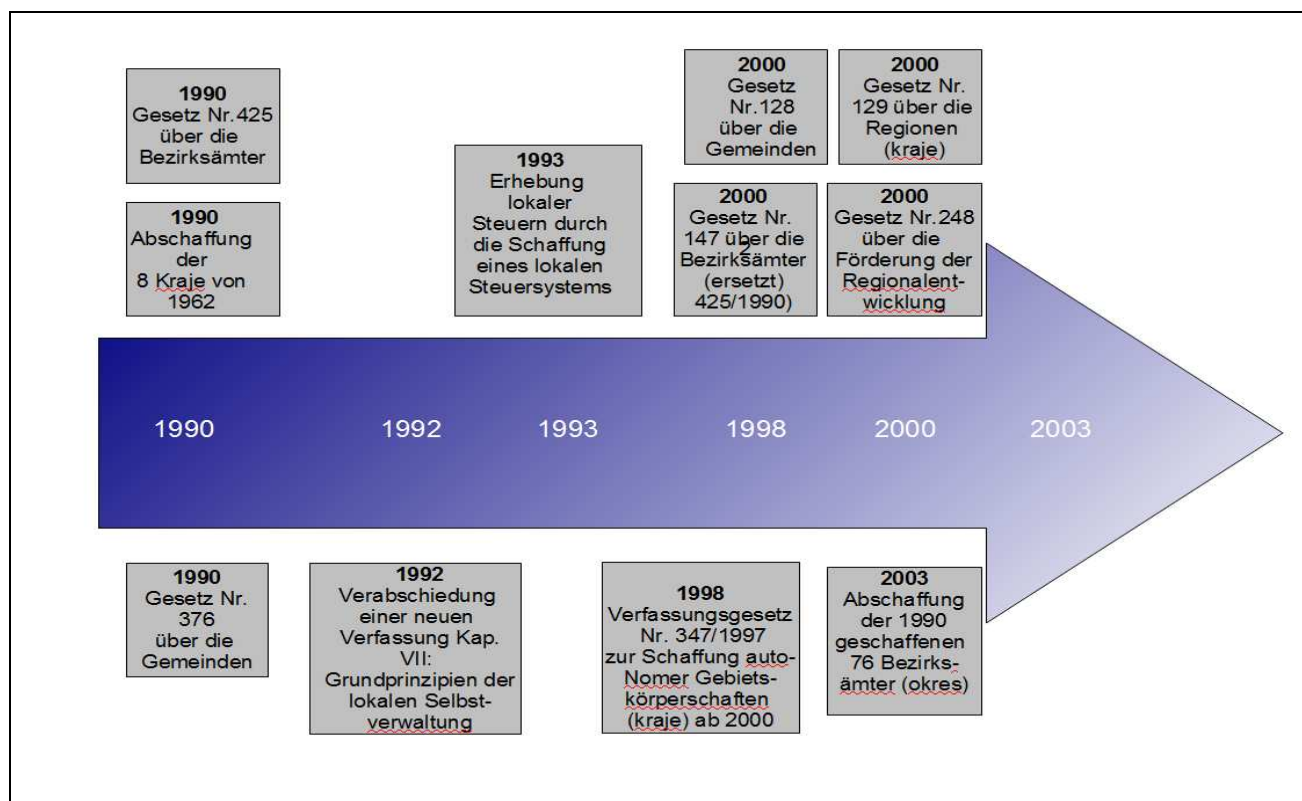 1990
Gesetz Nr.425
über die
Bezirksämter
1990
Abschaffung
der
8 Kraje von
1962
1993
Erhebung
lokaler
Steuern durch
die Schaffung
eines lokalen
Steuersystems
2000
Gesetz
Nr.128
über die
Gemeinden
2000
Gesetz Nr.
129 über die
Regionen
(kraje)
2000
Gesetz Nr.
147 über die
2
Bezirksämter
(ersetzt)
425/1990)
2000
Gesetz Nr.248
über die
Förderung der
Regionalent-
wicklung
1990
1992
1993
1998
2000
2003
1990
Gesetz Nr.
376
über die
Gemeinden
1992
Verabschiedung
einer neuen
Verfassung Kap.
VII:
Grundprinzipien der
lokalen Selbst-
verwaltung
1998
Verfassungsgesetz
Nr. 347/1997
zur Schaffung auto-
Nomer Gebiets-
körperschaften
(kraje) ab 2000
2003
Abschaffung
der 1990
geschaffenen
76 Bezirks-
ämter (okres)